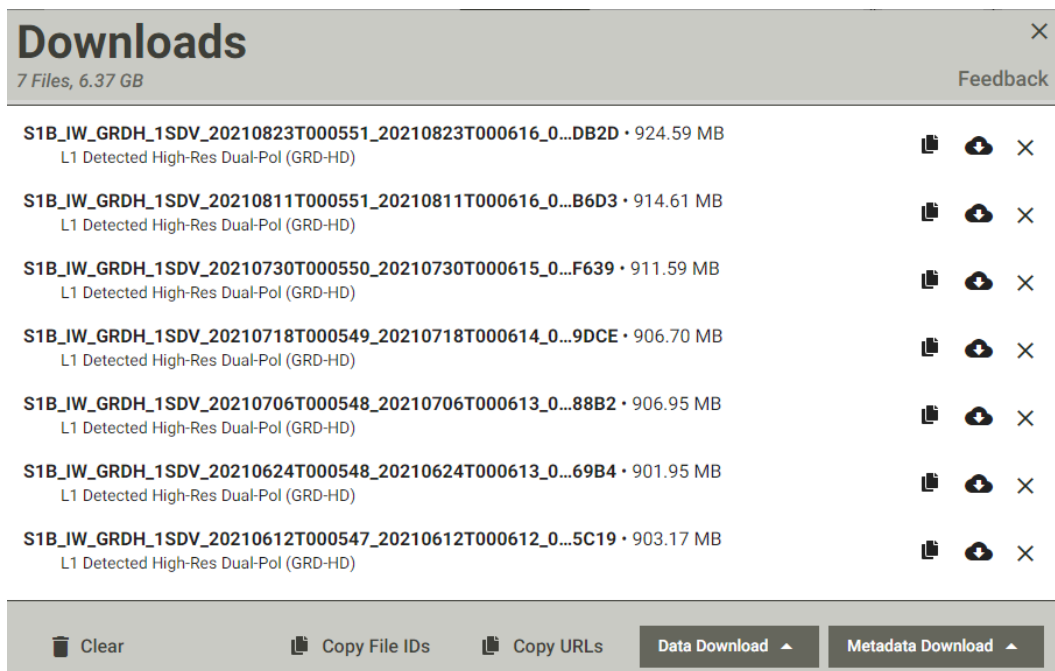 Downloads
7 Files, 6.37 GB
Feedback
S1B_IW_GRDH_1SDV_20210823T000551_20210823T000616_0...DB2D • 924.59 MB
L1 Detected High-Res Dual-Pol (GRD-HD)
S1B_IW_GRDH_1SDV_20210811T000551_20210811T000616_0...B6D3 • 914.61 MB
L1 Detected High-Res Dual-Pol (GRD-HD)
S1B_IW_GRDH_1SDV_20210730T000550_20210730T000615_0...F639 • 911.59 MB
L1 Detected High-Res Dual-Pol (GRD-HD)
S1B_IW_GRDH_1SDV_20210718T000549_20210718T000614_0...9DCE • 906.70 MB
L1 Detected High-Res Dual-Pol (GRD-HD)
S1B_IW_GRDH_1SDV_20210706T000548_20210706T000613_0...88B2 • 906.95 MB
L1 Detected High-Res Dual-Pol (GRD-HD)
S1B_IW_GRDH_1SDV_20210624T000548_20210624T000613_0...69B4 • 901.95 MB
L1 Detected High-Res Dual-Pol (GRD-HD)
S1B_IW_GRDH_1SDV_20210612T000547_20210612T000612_0...5C19 • 903.17 MB
L1 Detected High-Res Dual-Pol (GRD-HD)
Clear Copy File IDs Copy URLs Data Download Metadata Download